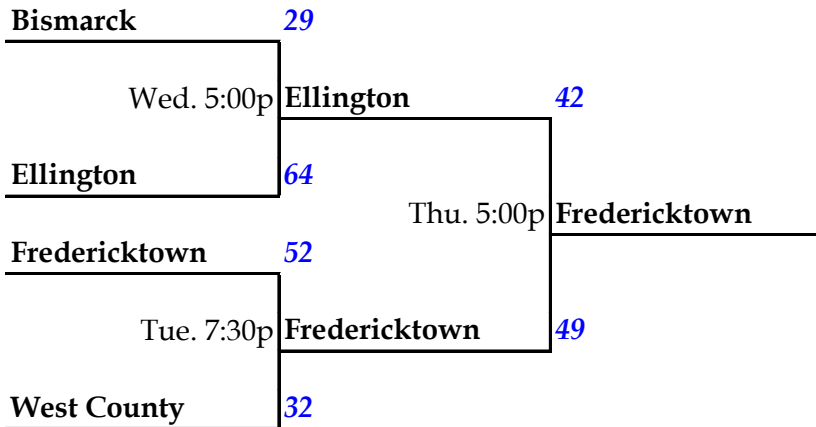 Bismarck 29
Wed. 5:00p Ellington 42
Ellington 64
Thu. 5:00p Fredericktown
Fredericktown 52
Tue. 7:30p Fredericktown 49
West County 32